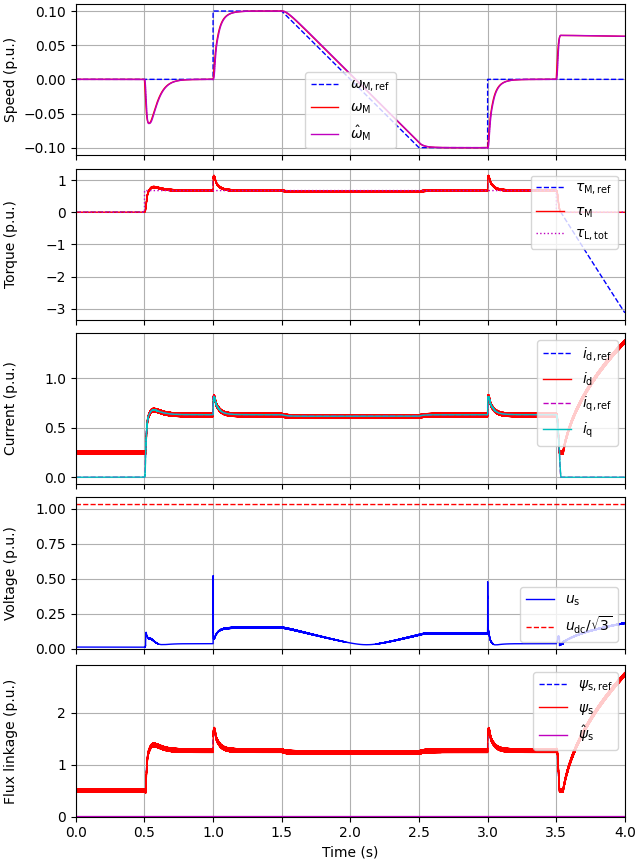 Speed (p.u.)
0.10
0.05
0.00
−0.05
−0.10
ω_M,ref
ω_M
ω̂_M
Torque (p.u.)
1
0
−1
−2
−3
τ_M,ref
τ_M
τ_L,tot
Current (p.u.)
1.0
0.5
0.0
i_d,ref
i_d
i_q,ref
i_q
Voltage (p.u.)
1.00
0.75
0.50
0.25
0.00
u_s
u_dc/√3
Flux linkage (p.u.)
2
1
0
ψ_s,ref
ψ_s
ψ̂_s
0.0 0.5 1.0 1.5 2.0 2.5 3.0 3.5 4.0
Time (s)